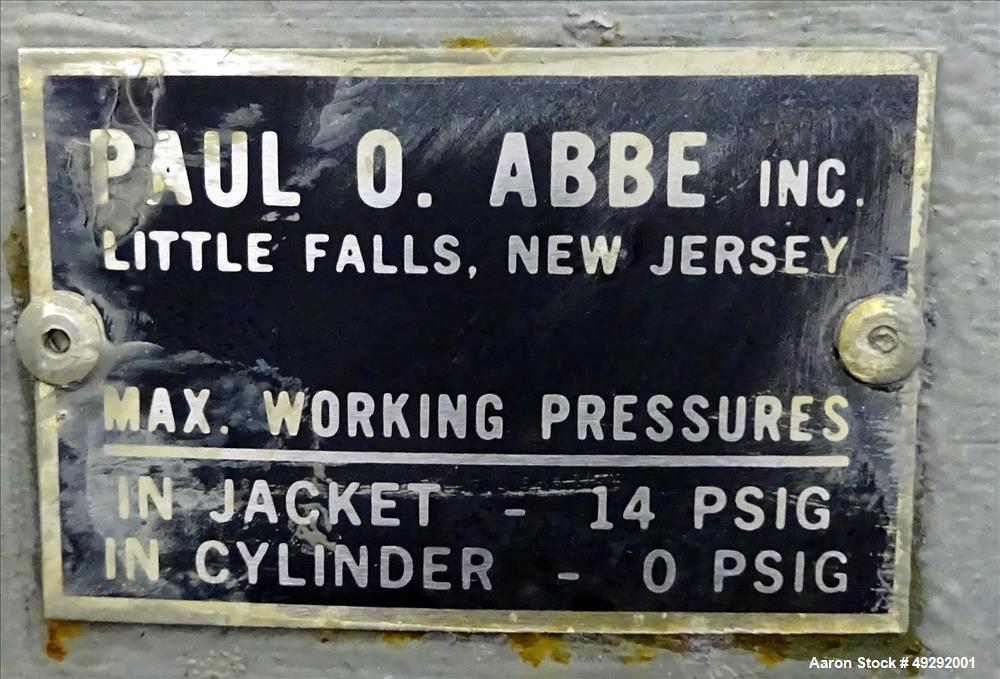 PAUL O. ABBE INC.
LITTLE FALLS, NEW JERSEY
MAX. WORKING PRESSURES
IN JACKET - 14 PSIG
IN CYLINDER - 0 PSIG
Aaron Stock # 49292001